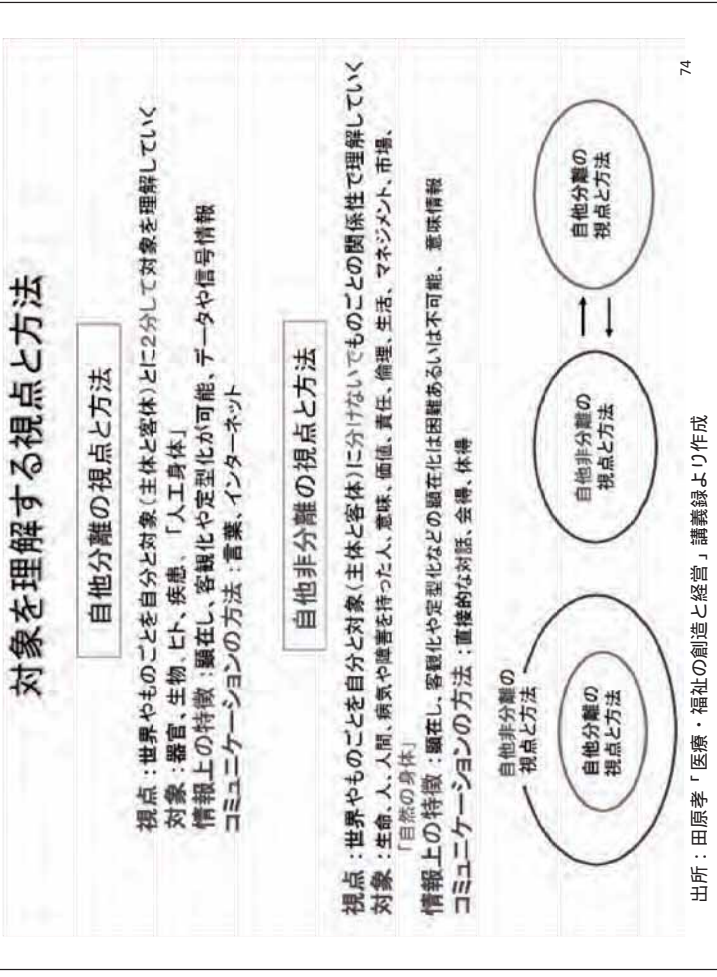 対象を理解する視点と方法
自他分離の視点と方法
視点：世界やものごとを自分と対象（主体と客体）とに2分して対象を理解していく
対象：器官、生物、ヒト、疾患、「人工身体」
情報上の特徴：顕在し、客観化や定型化が可能、データや信号情報
コミュニケーションの方法：言葉、インターネット
自他非分離の視点と方法
視点：世界やものごとを自分と対象（主体と客体）に分けないでものごとの関係性で理解していく
対象：生命、人、人間、病気や障害を持った人、意味、価値、責任、倫理、生活、マネジメント、市場、
「自然の身体」
情報上の特徴：顕在し、客観化や定型化などの顕在化は困難あるいは不可能、意味情報
コミュニケーションの方法：直接的な対話、会得、体得
自他非分離の
視点と方法
自他分離の
視点と方法
自他非分離の
視点と方法
自他分離の
視点と方法
74
出所：田原孝「医療・福祉の創造と経営」講義録より作成